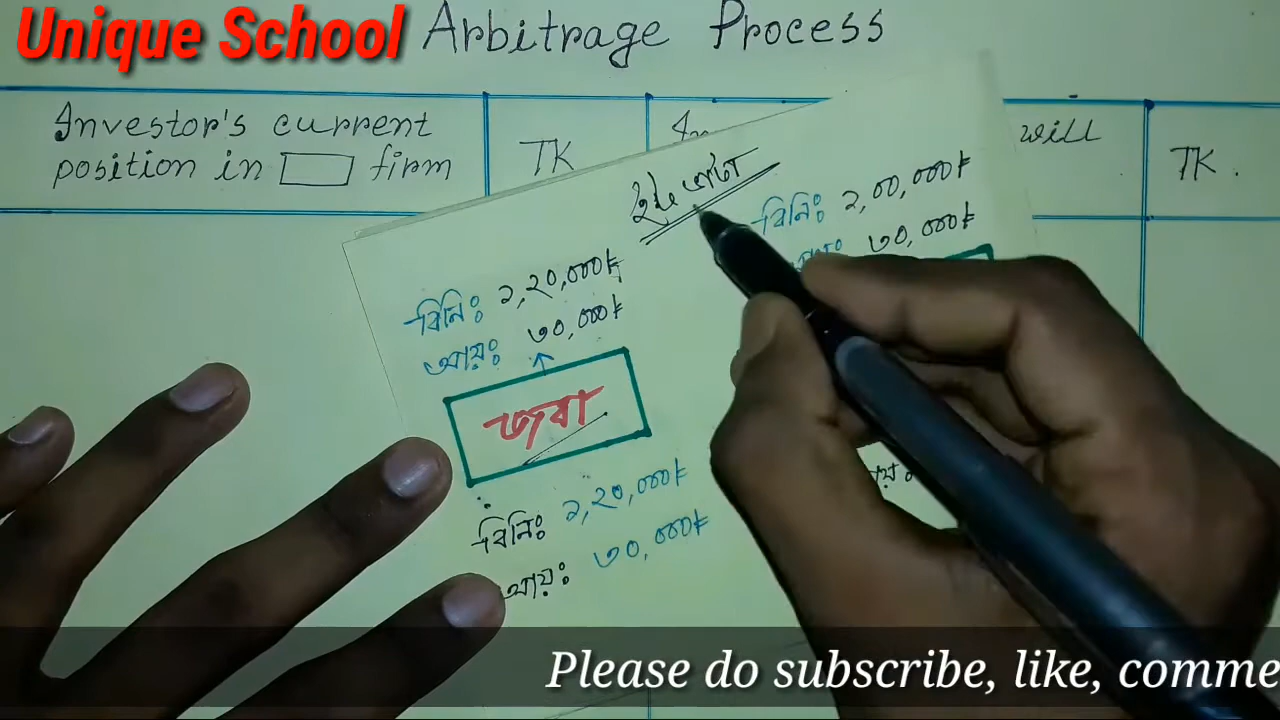 Unique School Arbitrage Process
Investor's current
position in firm
TK
will
TK.
বিনিঃ ২,০০,০০০৳
৩০,০০০৳
বিনিঃ ২,২০,০০০৳
আয়ঃ ৩০,০০০৳
জবা
বিনিঃ ২,২০,০০০৳
আয়ঃ ৩০,০০০৳
Please do subscribe, like, comme